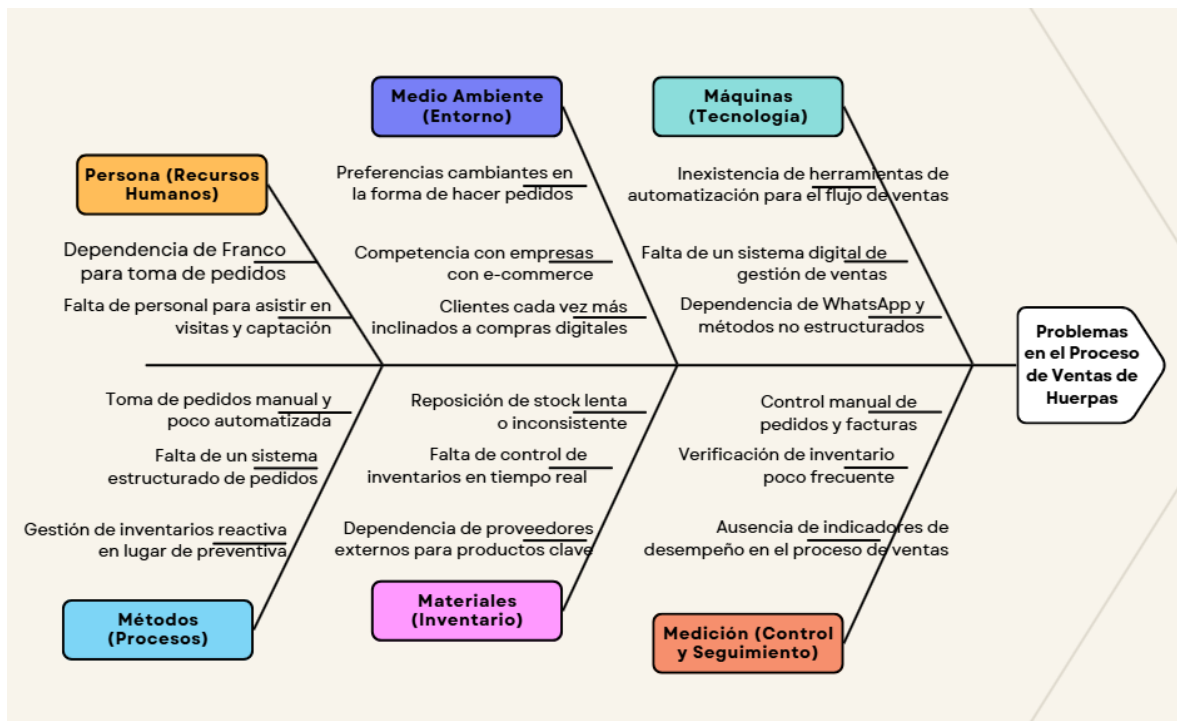 Medio Ambiente
(Entorno)
Máquinas
(Tecnología)
Persona (Recursos
Humanos)
Preferencias cambiantes en
la forma de hacer pedidos
Inexistencia de herramientas de
automatización para el flujo de ventas
Dependencia de Franco
para toma de pedidos
Competencia con empresas
con e-commerce
Falta de un sistema digital de
gestión de ventas
Falta de personal para asistir en
visitas y captación
Clientes cada vez más
inclinados a compras digitales
Dependencia de WhatsApp y
métodos no estructurados
Problemas
en el Proceso
de Ventas de
Huerpas
Toma de pedidos manual y
poco automatizada
Reposición de stock lenta
o inconsistente
Control manual de
pedidos y facturas
Falta de un sistema
estructurado de pedidos
Falta de control de
inventarios en tiempo real
Verificación de inventario
poco frecuente
Gestión de inventarios reactiva
en lugar de preventiva
Dependencia de proveedores
externos para productos clave
Ausencia de indicadores de
desempeño en el proceso de ventas
Métodos
(Procesos)
Materiales
(Inventario)
Medición (Control
y Seguimiento)